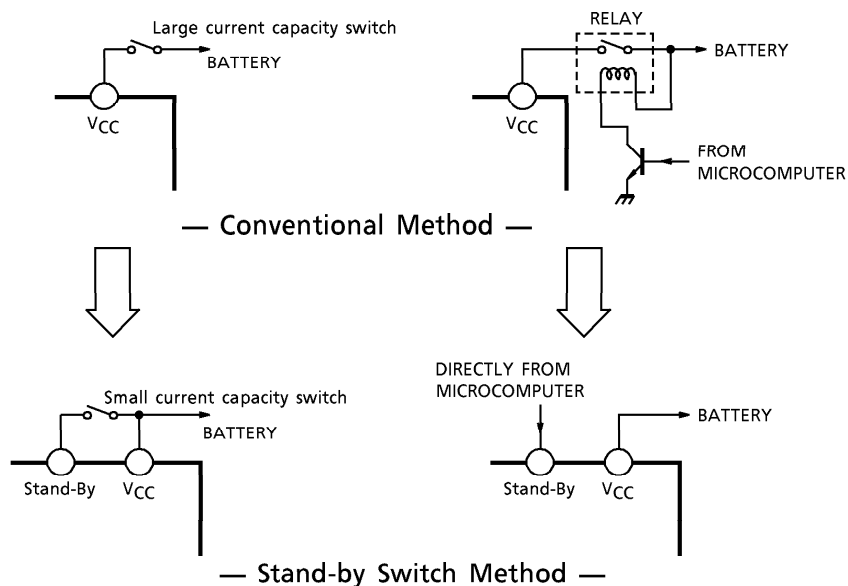 Large current capacity switch
BATTERY
VCC
RELAY
BATTERY
VCC
FROM
MICROCOMPUTER
— Conventional Method —
Small current capacity switch
BATTERY
Stand-By
VCC
DIRECTLY FROM
MICROCOMPUTER
BATTERY
Stand-By
VCC
— Stand-by Switch Method —